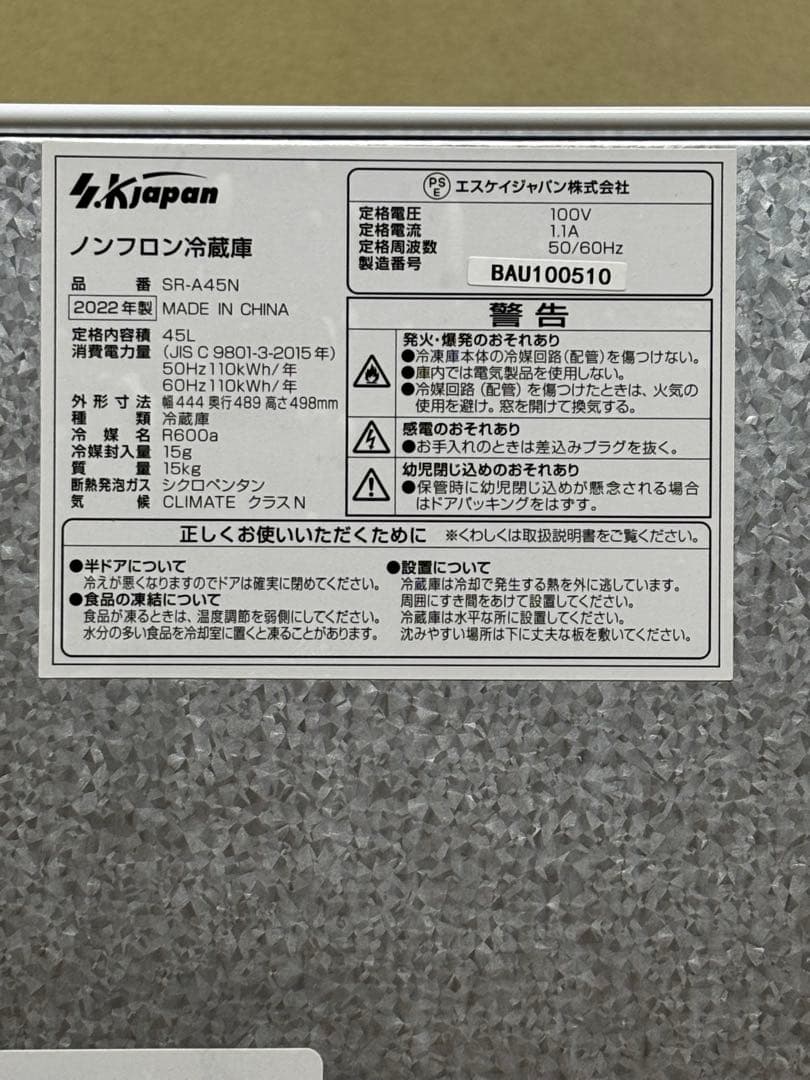 S.K japan
ノンフロン冷蔵庫
品番 SR-A45N
2022年製 MADE IN CHINA
定格内容積 45L
消費電力量 (JIS C 9801-3-2015年)
50Hz110kWh/年
60Hz110kWh/年
外形寸法 幅444 奥行489 高さ498mm
種類 冷蔵庫
冷媒名 R600a
冷媒封入量 15g
質量 15kg
断熱発泡ガス シクロペンタン
気候 CLIMATE クラスN
PSE エスケイジャパン株式会社
定格電圧 100V
定格電流 1.1A
定格周波数 50/60Hz
製造番号 BAU100510
警告
発火・爆発のおそれあり
●冷凍庫本体の冷媒回路(配管)を傷つけない。
●庫内では電気製品を使用しない。
●冷媒回路(配管)を傷つけたときは、火気の
使用を避け。窓を開けて換気する。
感電のおそれあり
●お手入れのときは差込みプラグを抜く。
幼児閉じ込めのおそれあり
●保管時に幼児閉じ込めが懸念される場合
はドアパッキングをはずす。
正しくお使いいただくために ※くわしくは取扱説明書をご覧ください。
●半ドアについて
冷えが悪くなりますのでドアは確実に閉めてください。
●食品の凍結について
食品が凍るときは、温度調節を弱側にしてください。
水分の多い食品を冷却室に置くと凍ることがあります。
●設置について
冷蔵庫は冷却で発生する熱を外に逃しています。
周囲にすき間をあけて設置してください。
冷蔵庫は水平な所に設置してください。
沈みやすい場所は下に丈夫な板を敷いてください。